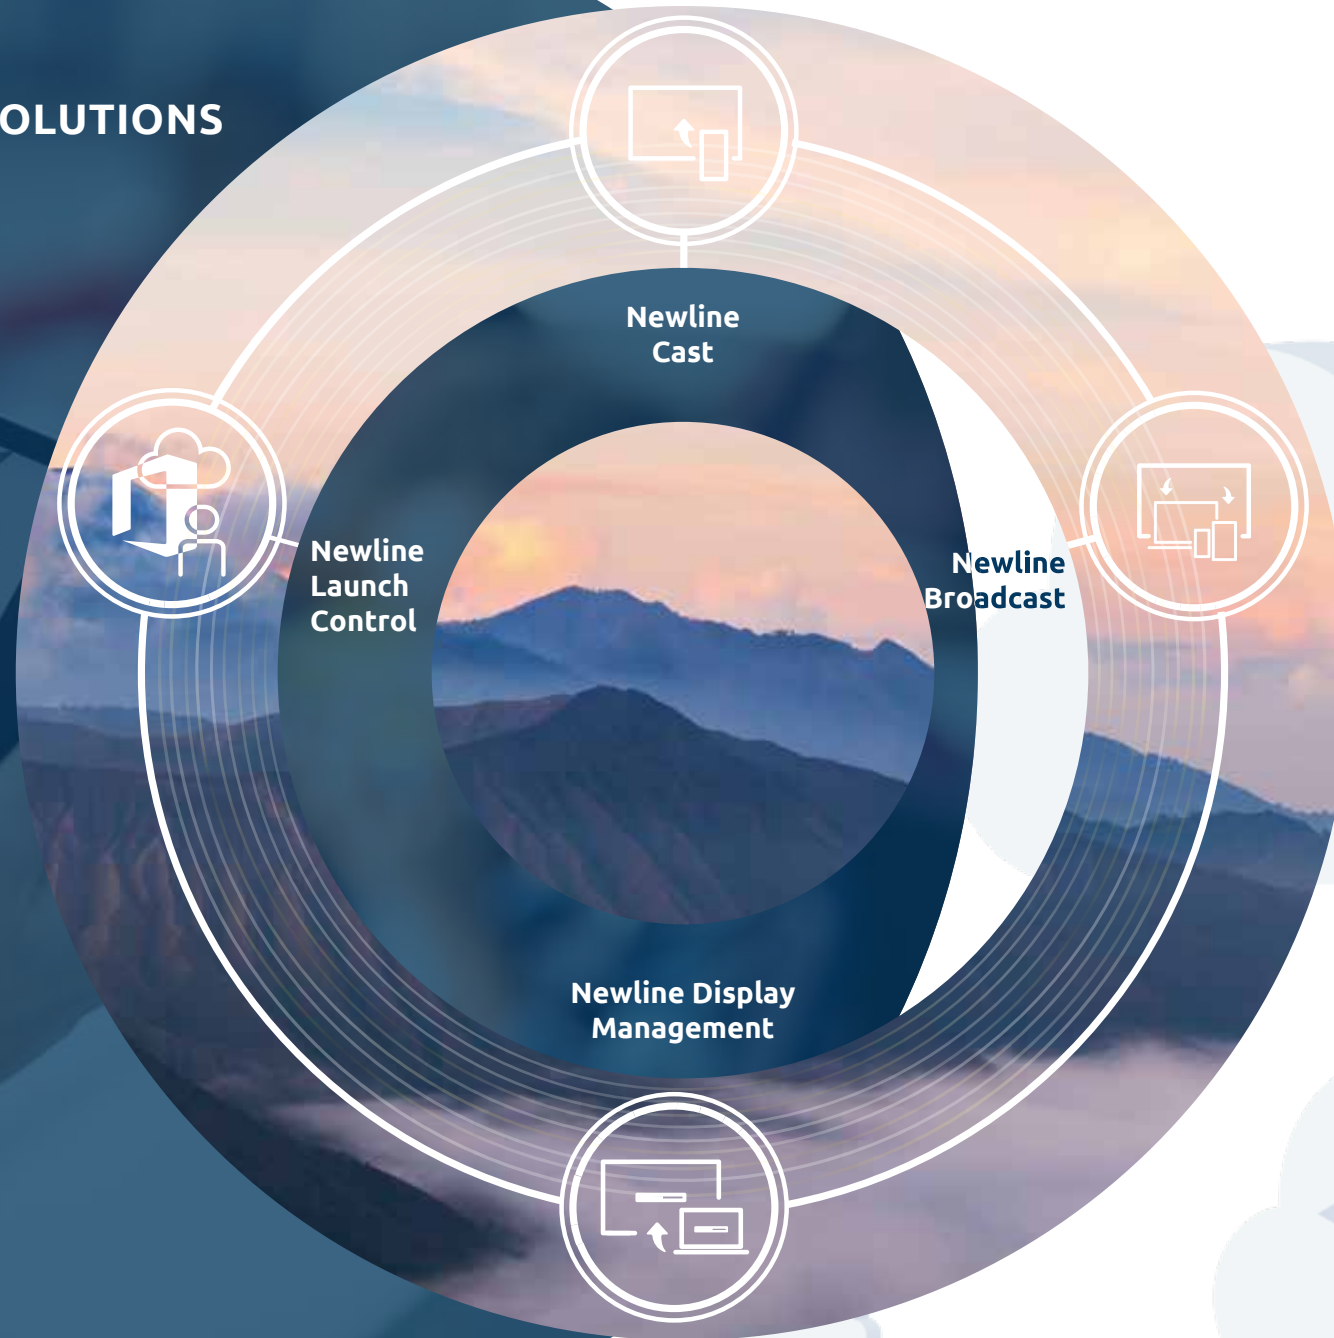 OLUTIONS
Newline
Cast
Newline
Launch
Control
Newline
Broadcast
Newline Display
Management